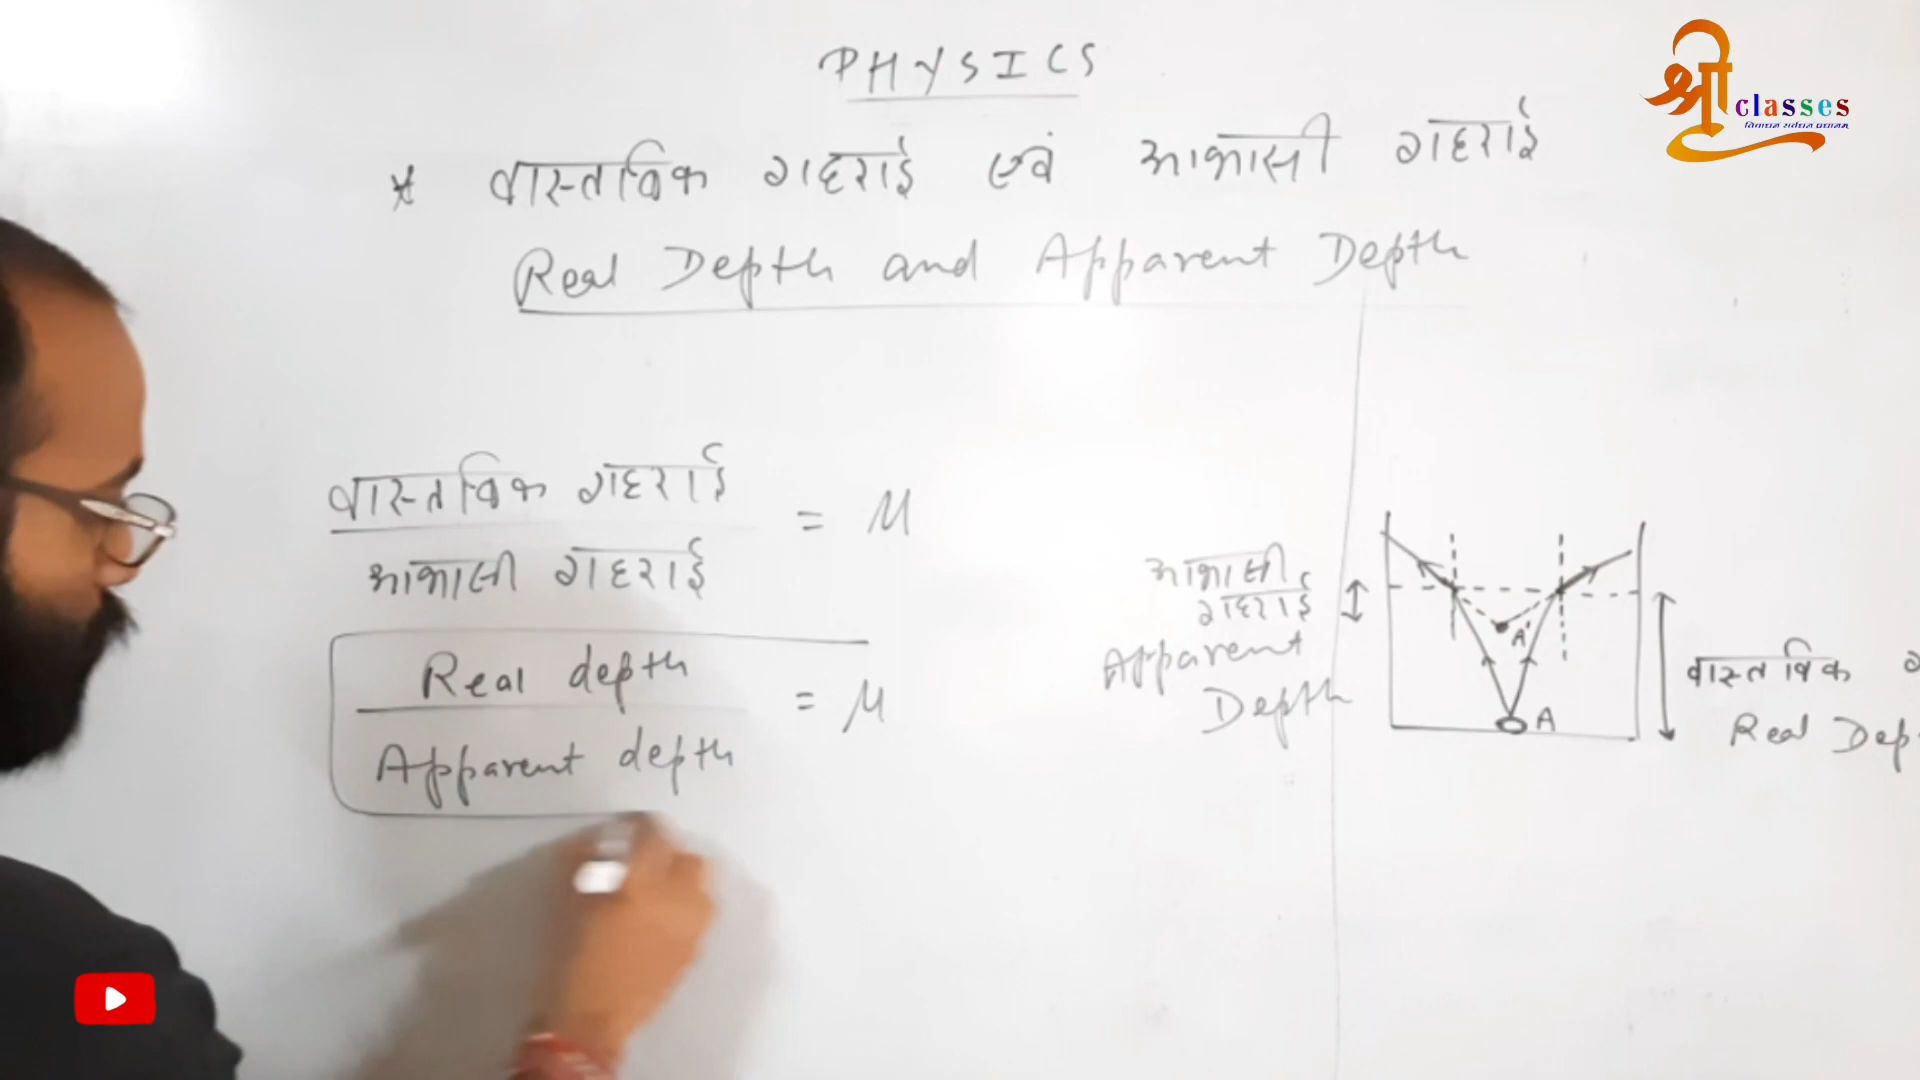 PHYSICS
श्री classes
* वास्तविक गहराई एवं आभासी गहराई
Real Depth and Apparent Depth
वास्तविक गहराई
= μ
आभासी गहराई
Real depth
= μ
Apparent depth
आभासी
गहराई
Apparent
Depth
A'
A
वास्तविक
Real Dep